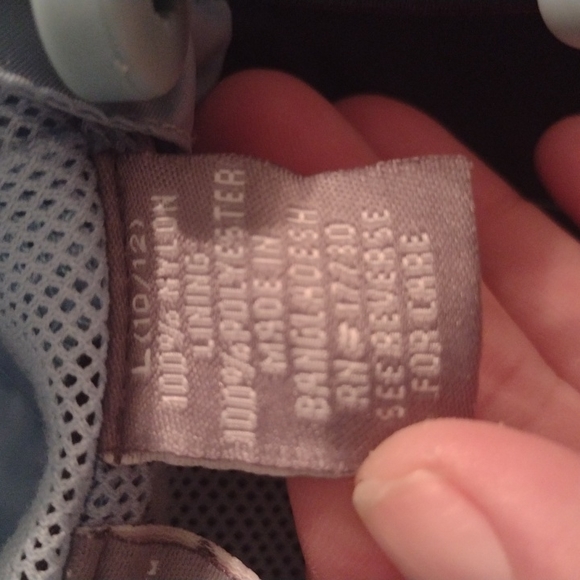 L (10/12)
100% NYLON
LINING
100% POLYESTER
MADE IN
BANGLADESH
RN# 17730
SEE REVERSE
FOR CARE